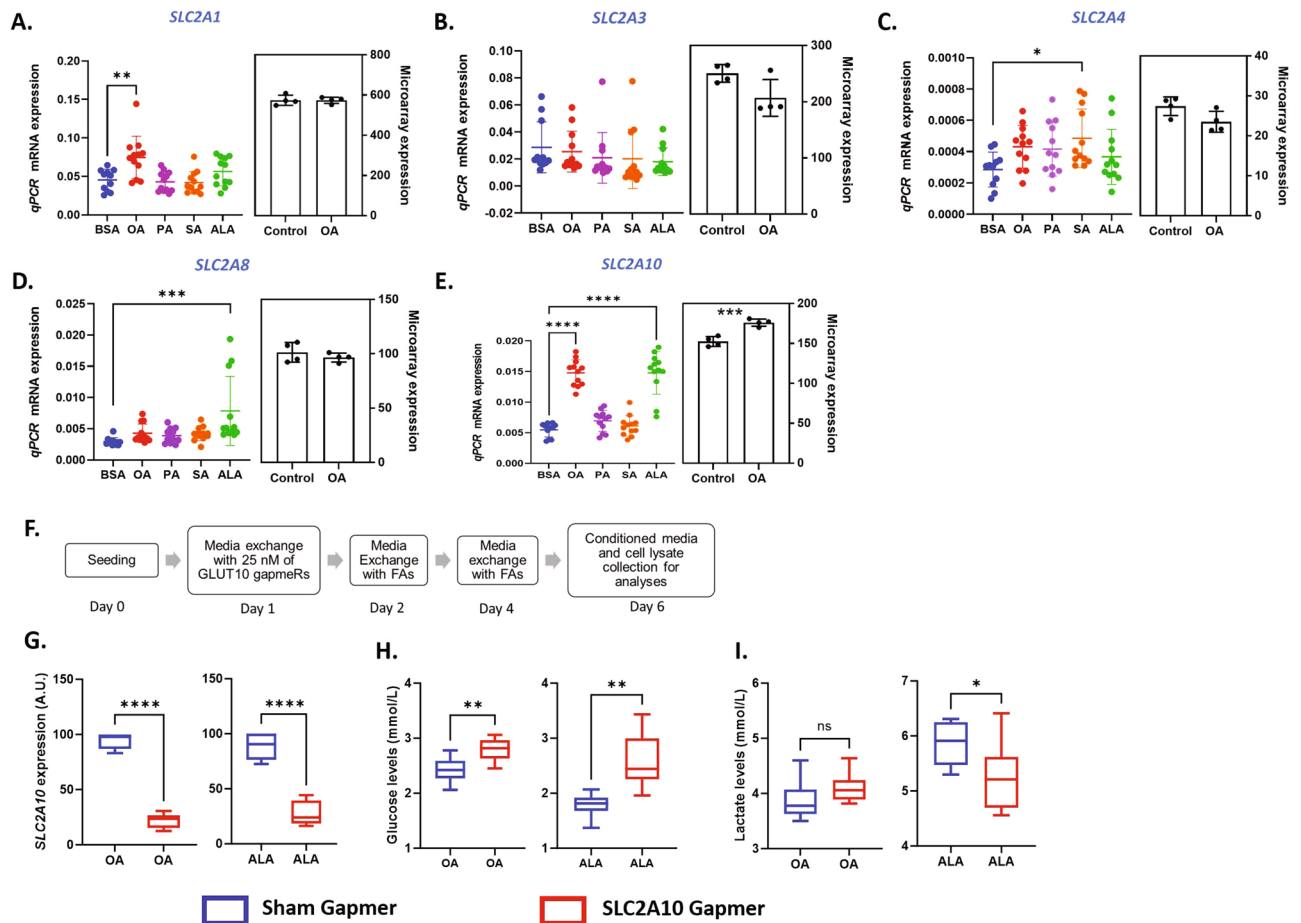 A.
SLC2A1
qPCR mRNA expression
0.20
0.15
0.10
0.05
0.00
**
BSA OA PA SA ALA
Control OA
800
600
400
200
0
Microarray expression
B.
SLC2A3
qPCR mRNA expression
0.10
0.08
0.06
0.04
0.02
0.00
-0.02
BSA OA PA SA ALA
Control OA
300
200
100
0
Microarray expression
C.
SLC2A4
qPCR mRNA expression
0.0010
0.0008
0.0006
0.0004
0.0002
0.0000
*
BSA OA PA SA ALA
Control OA
40
30
20
10
0
Microarray expression
D.
SLC2A8
qPCR mRNA expression
0.025
0.020
0.015
0.010
0.005
0.000
***
BSA OA PA SA ALA
Control OA
150
100
50
0
Microarray expression
E.
SLC2A10
qPCR mRNA expression
0.020
0.015
0.010
0.005
0.000
****
****
BSA OA PA SA ALA
***
Control OA
200
150
100
50
0
Microarray expression
F.
Seeding
Media exchange
with 25 nM of
GLUT10 gapmeRs
Media
Exchange
with FAs
Media
exchange
with FAs
Conditioned media
and cell lysate
collection for
analyses
Day 0
Day 1
Day 2
Day 4
Day 6
G.
SLC2A10 expression (A.U.)
150
100
50
0
****
OA OA
150
100
50
0
****
ALA ALA
H.
Glucose levels (mmol/L)
4
3
2
1
**
OA OA
4
3
2
1
**
ALA ALA
I.
Lactate levels (mmol/L)
6
5
4
3
ns
OA OA
7
6
5
4
*
ALA ALA
Sham Gapmer
SLC2A10 Gapmer